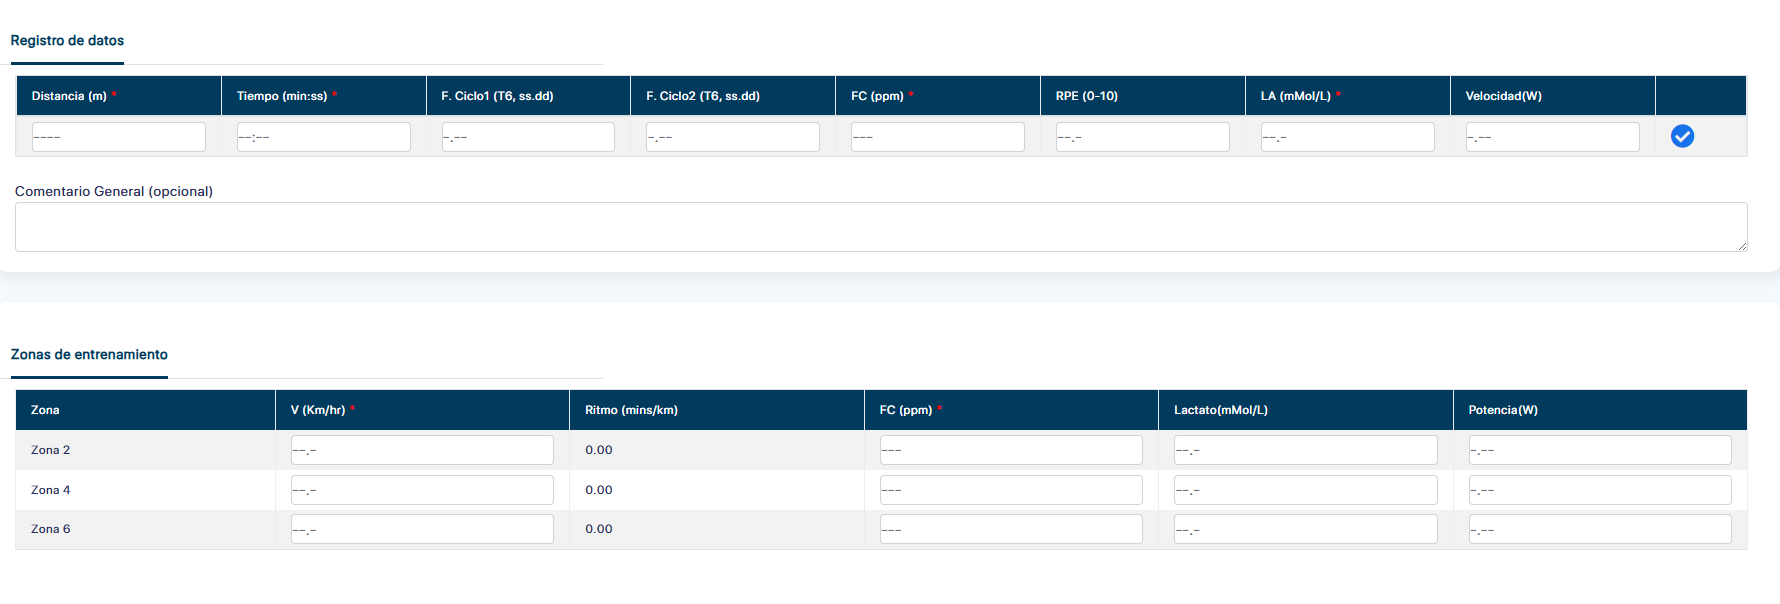 Registro de datos
Distancia (m) * Tiempo (min:ss) * F. Ciclo1 (T6, ss.dd) F. Ciclo2 (T6, ss.dd) FC (ppm) * RPE (0-10) LA (mMol/L) * Velocidad(W)
---- --:-- -.-- -.-- --- --.- --.- -.--
Comentario General (opcional)
Zonas de entrenamiento
Zona V (Km/hr) * Ritmo (mins/km) FC (ppm) * Lactato(mMol/L) Potencia(W)
Zona 2 --.- 0.00 --- --.- -.--
Zona 4 --.- 0.00 --- --.- -.--
Zona 6 --.- 0.00 --- --.- -.--